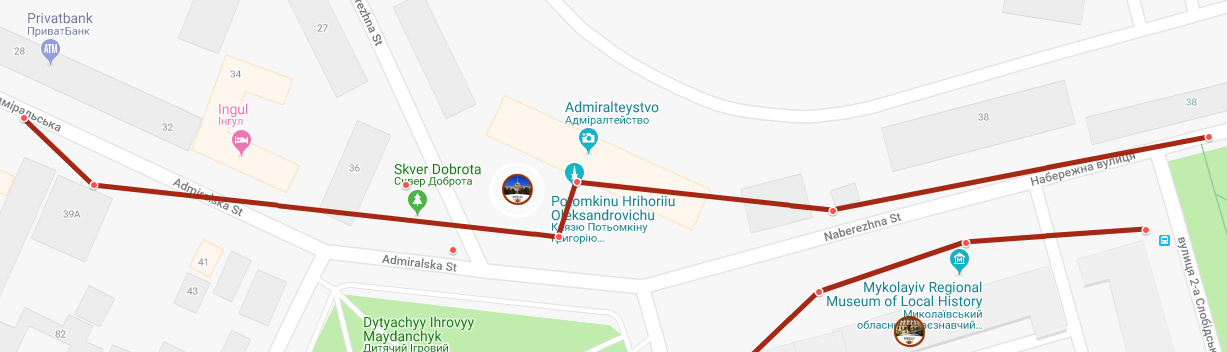 Privatbank
ПриватБанк
ATM
28
34
Ingul
Інгул
32
27
36
39A
Admiralska St
41
43
82
Skver Dobrota
Сквер Доброта
Admiralska St
Dytyachyy Ihrovyy
Maydanchyk
Дитячий Ігровий
Admiralteystvo
Адміралтейство
Potomkinu Hrihoriiu
Oleksandrovichu
Князю Потьомкіну
Григорію...
38
38
Набережна вулиця
Naberezhna St
Mykolayiv Regional
Museum of Local History
Миколаївський
вулиця 2-а Слобідськ